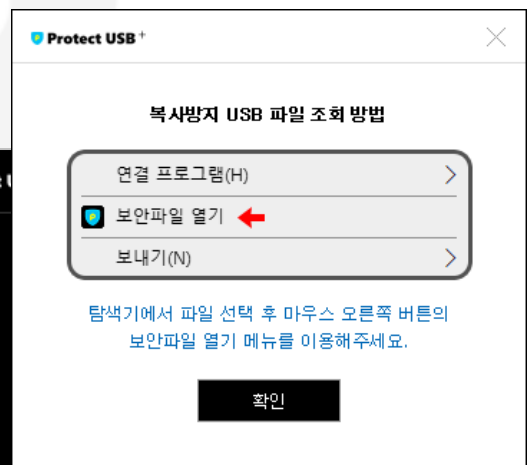 Protect USB+
복사방지 USB 파일 조회 방법
연결 프로그램(H)
보안파일 열기
보내기(N)
탐색기에서 파일 선택 후 마우스 오른쪽 버튼의
보안파일 열기 메뉴를 이용해주세요.
확인